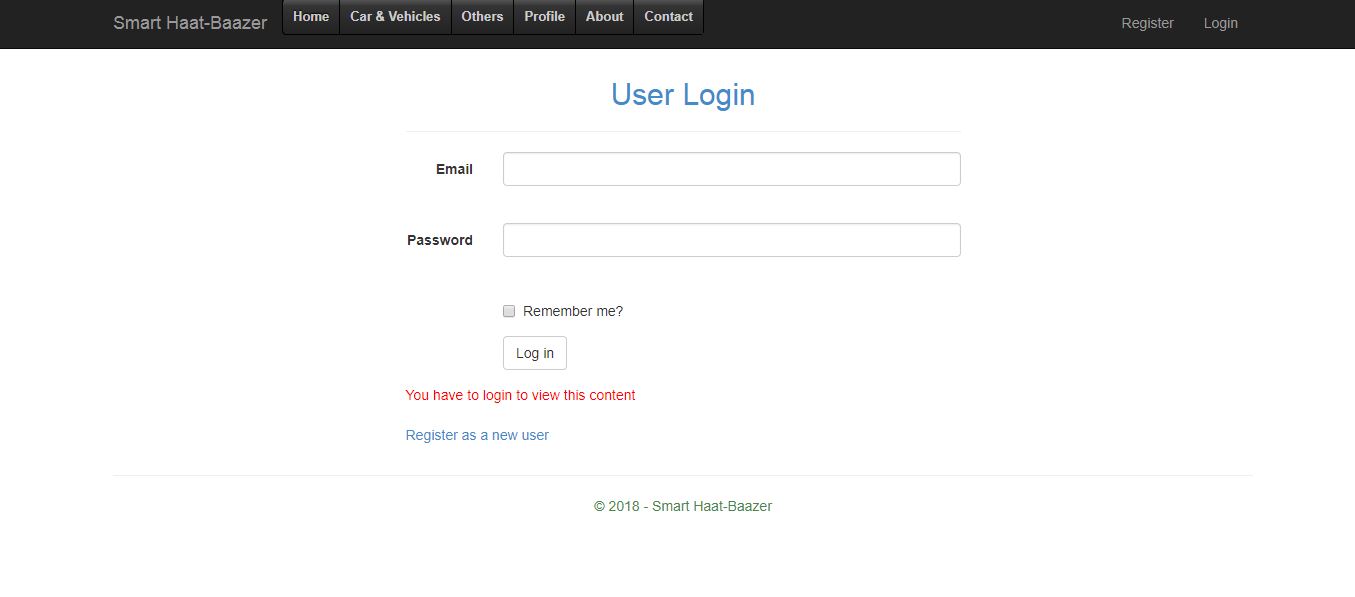 Smart Haat-Baazer Home Car & Vehicles Others Profile About Contact Register Login
User Login
Email
Password
Remember me?
Log in
You have to login to view this content
Register as a new user
© 2018 - Smart Haat-Baazer